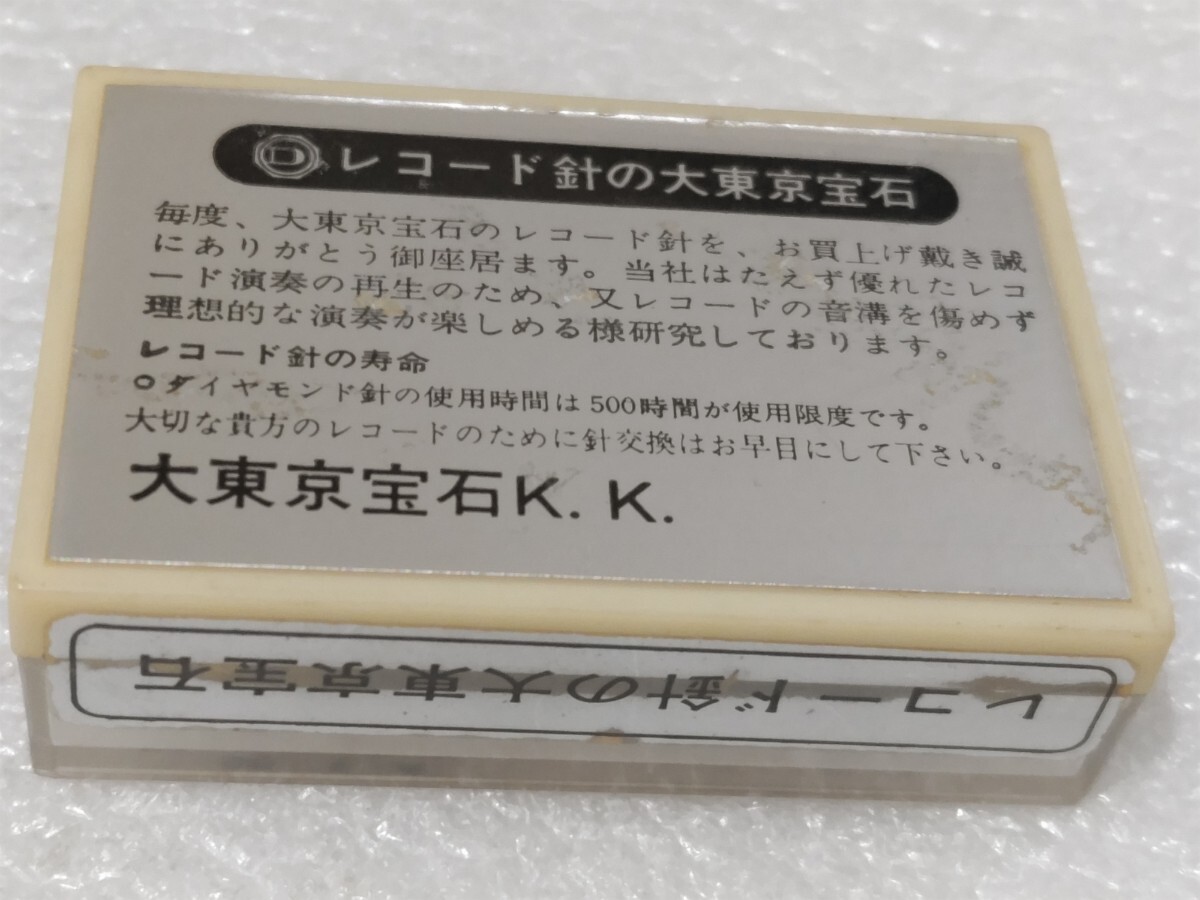 レコード針の大東京宝石
毎度、大東京宝石のレコード針を、お買上げ戴き誠
にありがとう御座居ます。当社はたえず優れたレコ
ード演奏の再生のため、又レコードの音溝を傷めず
理想的な演奏が楽しめる様研究しております。
レコード針の寿命
○ダイヤモンド針の使用時間は500時間が使用限度です。
大切な貴方のレコードのために針交換はお早目にして下さい。
大東京宝石K.K.
レコード針の大東京宝石